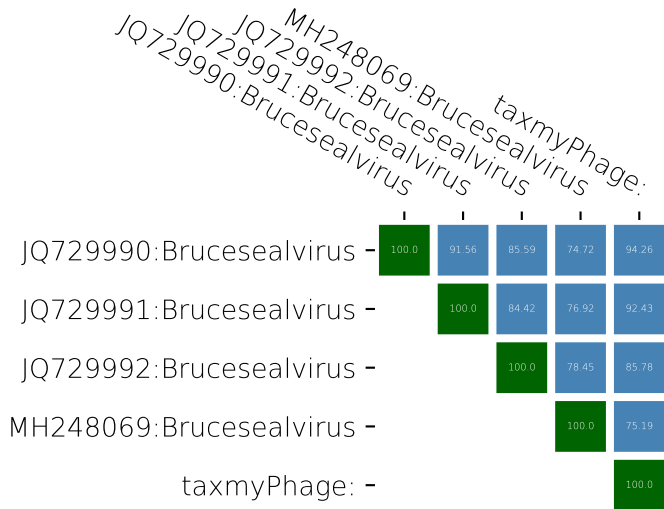 JQ729990:Brucesealvirus
JQ729991:Brucesealvirus
JQ729992:Brucesealvirus
MH248069:Brucesealvirus
taxmyPhage:
JQ729990:Brucesealvirus 100.0 91.56 85.59 74.72 94.26
JQ729991:Brucesealvirus 100.0 84.42 76.92 92.43
JQ729992:Brucesealvirus 100.0 78.45 85.78
MH248069:Brucesealvirus 100.0 75.19
taxmyPhage: 100.0